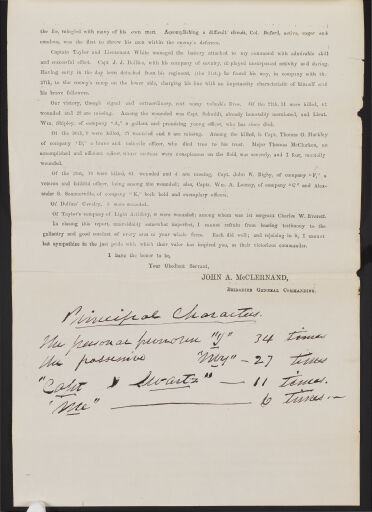 the foe, mingled with many of his own men. Accomplishing a difficult circuit, Col. Buford, active, eager and
zealous, was the first to throw his men within the enemy's defences.
Captain Taylor and Lieutenant White managed the battery attached to my command with admirable skill
and successful effect. Capt J. J. Dollins, with his company of cavalry, displayed unsurpassed activity and daring.
Having early in the day been detached from his regiment, (the 31st,) he found his way, in company with the
27th, to the enemy's camp on the lower side, charging his line with an impetuosity characteristic of himself and
his brave followers.
Our victory, though signal and extraordinary, cost many valuable lives. Of the 27th, 11 were killed, 47
wounded and 28 are missing. Among the wounded was Capt. Schmidt, already honorably mentioned, and Lieut.
Wm. Shipley, of company "A," a gallant and promising young officer, who has since died.
Of the 30th, 9 were killed, 27 wounded and 8 are missing. Among the killed, is Capt. Thomas G. Markley
of company "D," a brave and valuable officer, who died true to his trust. Major Thomas McClurken, an
accomplished and efficient officer whose services were conspicuous on the field, was severely, and I fear, mortally
wounded.
Of the 31st, 10 were killed, 61 wounded and 4 are missing. Capt. John W. Rigby, of company "F," a
veteran and faithful officer, being among the wounded; also, Capts. Wm. A. Looney, of company "C" and Alex-
ander S. Somerville, of company "K," both bold and exemplary officers.
Of Dollins' Cavalry, were wounded.
Of Taylor's company of Light Artillery, 5 were wounded; among whom was 1st sergeant Charles W. Everett.
In closing this report, unavoidably somewhat imperfect, I cannot refrain from bearing testimony to the
gallantry and good conduct of every arm of your whole force. Each did well; and rejoicing in it, I cannot
but sympathize in the just pride with which their valor has inspired you, as their victorious commander.
I have the honor to be,
Your Obedient Servant,
JOHN A. McCLERNAND,
Brigadier General Commanding.
Principal Characters.
The personal pronoun "I" 34 times
the possessive "My" – 27 times
"Capt Swartz" — 11 times.
"Me" ——— 6 times.—